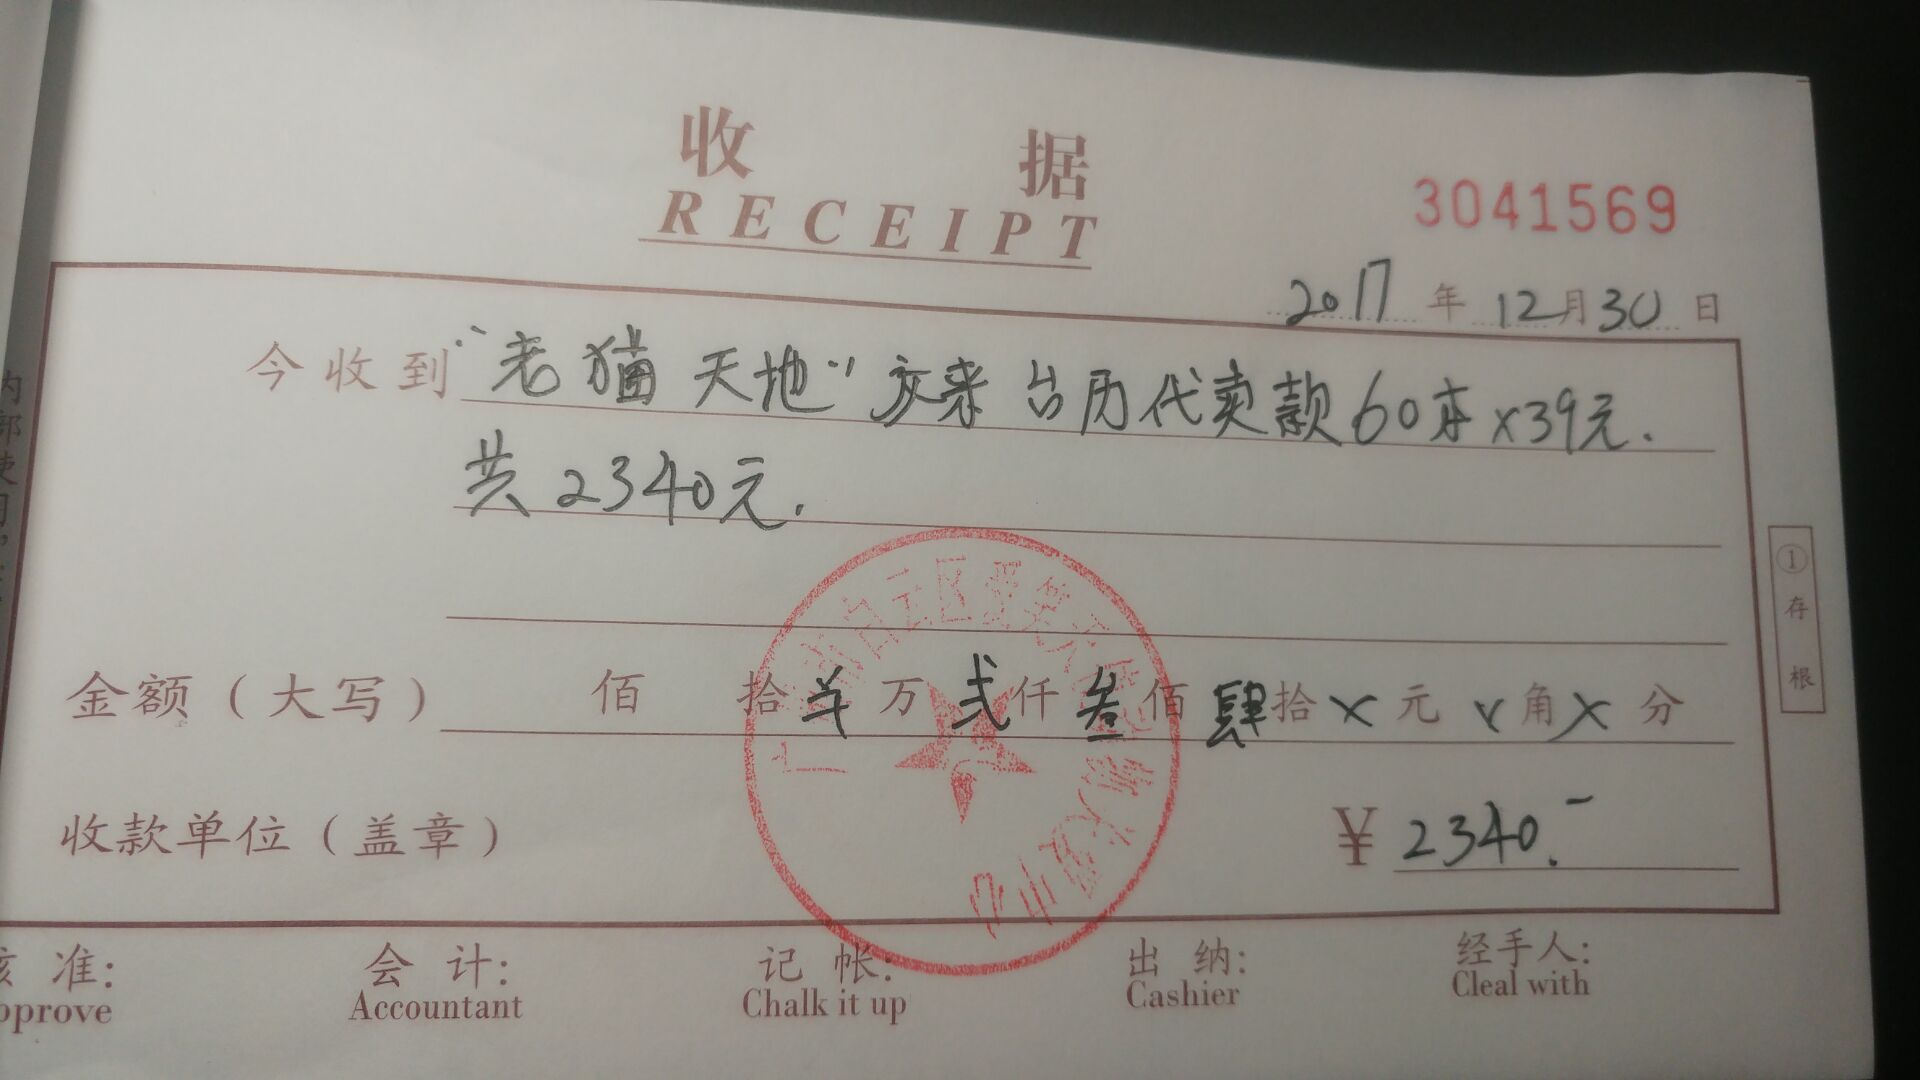 收 据
RECEIPT
3041569
2017 年 12 月 30 日
今收到 “老猫天地” 交来 台历代卖款 60本×39元.
共 2340元.
金额（大写） 佰 拾 万 贰 仟 叁 佰 肆 拾 × 元 × 角 × 分
收款单位（盖章） ¥ 2340.-
① 存根
准: 会 计: 记 帐: 出 纳: 经手人:
pprove Accountant Chalk it up Cashier Cleal with